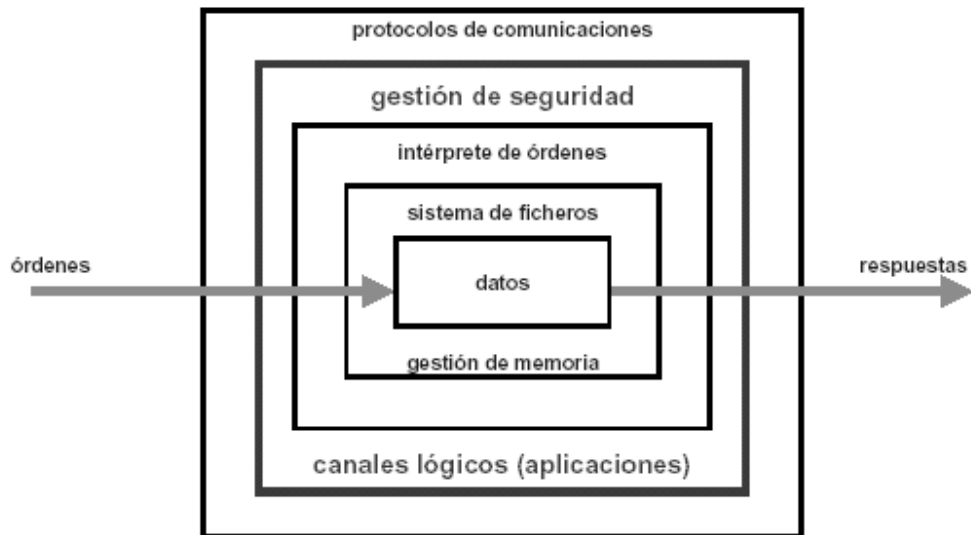 protocolos de comunicaciones
gestión de seguridad
intérprete de órdenes
sistema de ficheros
órdenes
datos
respuestas
gestión de memoria
canales lógicos (aplicaciones)